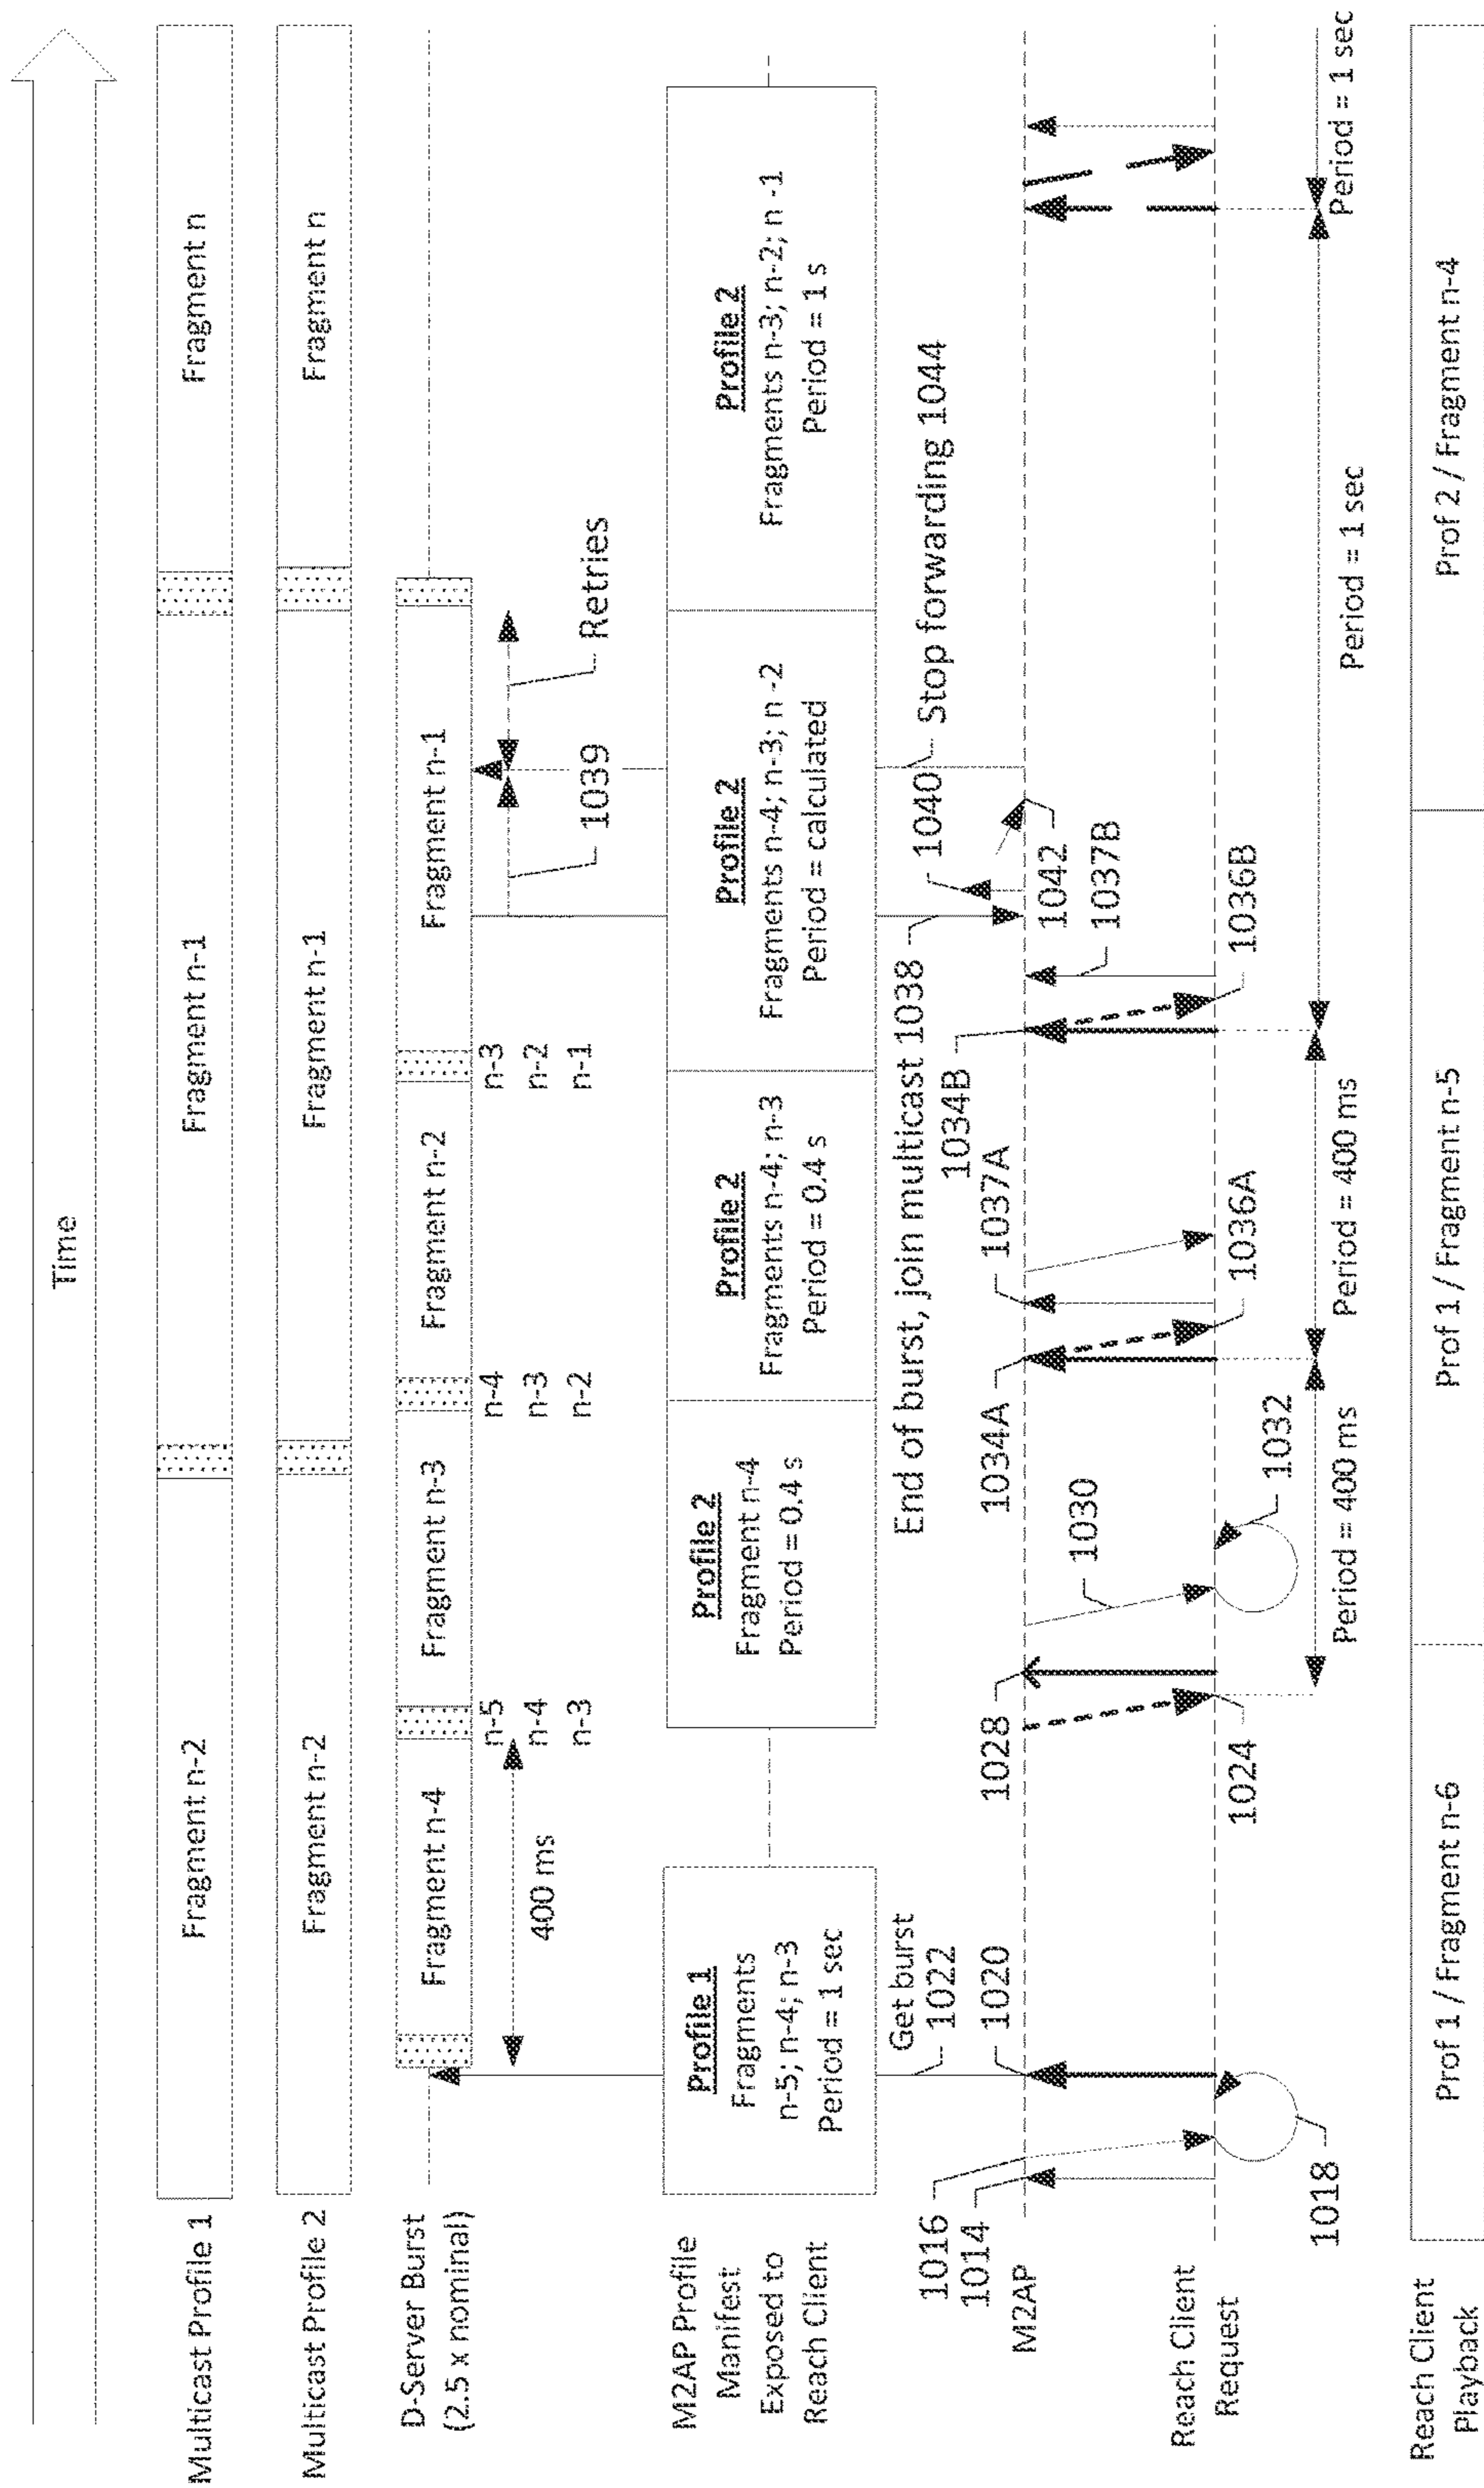 Time
Multicast Profile 1
Fragment n-2
Fragment n-1
Fragment n
Multicast Profile 2
Fragment n-2
Fragment n-1
Fragment n
D-Server Burst
(2.5 x nominal)
Fragment n-4
Fragment n-3
Fragment n-2
Fragment n-1
400 ms
n-5
n-4
n-3
n-4
n-3
n-2
n-3
n-2
n-1
1039
Retries
M2AP Profile
Manifest
Exposed to
Reach Client
Profile 1
Fragments
n-5; n-4; n-3
Period = 1 sec
Profile 2
Fragment n-4
Period = 0.4 s
Profile 2
Fragments n-4; n-3
Period = 0.4 s
Profile 2
Fragments n-4; n-3; n -2
Period = calculated
Profile 2
Fragments n-3; n-2; n -1
Period = 1 s
Get burst
1022
End of burst, join multicast 1038
1040
Stop forwarding 1044
M2AP
1016
1014
1020
1028
1034A
1037A
1034B
1030
1042
1037B
Reach Client
Request
1018
1024
1032
1036A
1036B
Period = 400 ms
Period = 400 ms
Period = 1 sec
Period = 1 sec
Reach Client
Playback
Prof 1 / Fragment n-6
Prof 1 / Fragment n-5
Prof 2 / Fragment n-4